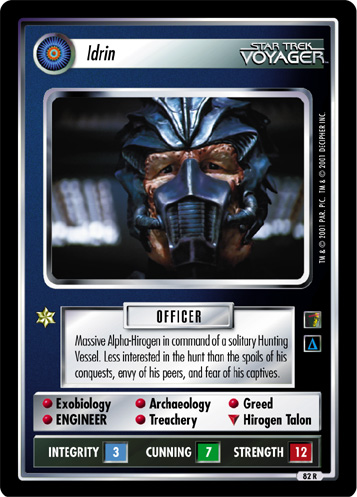 Idrin
STAR TREK
VOYAGER™
TM & © 2001 PAR. PIC. TM & © 2001 DECIPHER INC.
OFFICER
Massive Alpha-Hirogen in command of a solitary Hunting
Vessel. Less interested in the hunt than the spoils of his
conquests, envy of his peers, and fear of his captives.
Exobiology Archaeology Greed
ENGINEER Treachery Hirogen Talon
INTEGRITY 3 CUNNING 7 STRENGTH 12
82 R